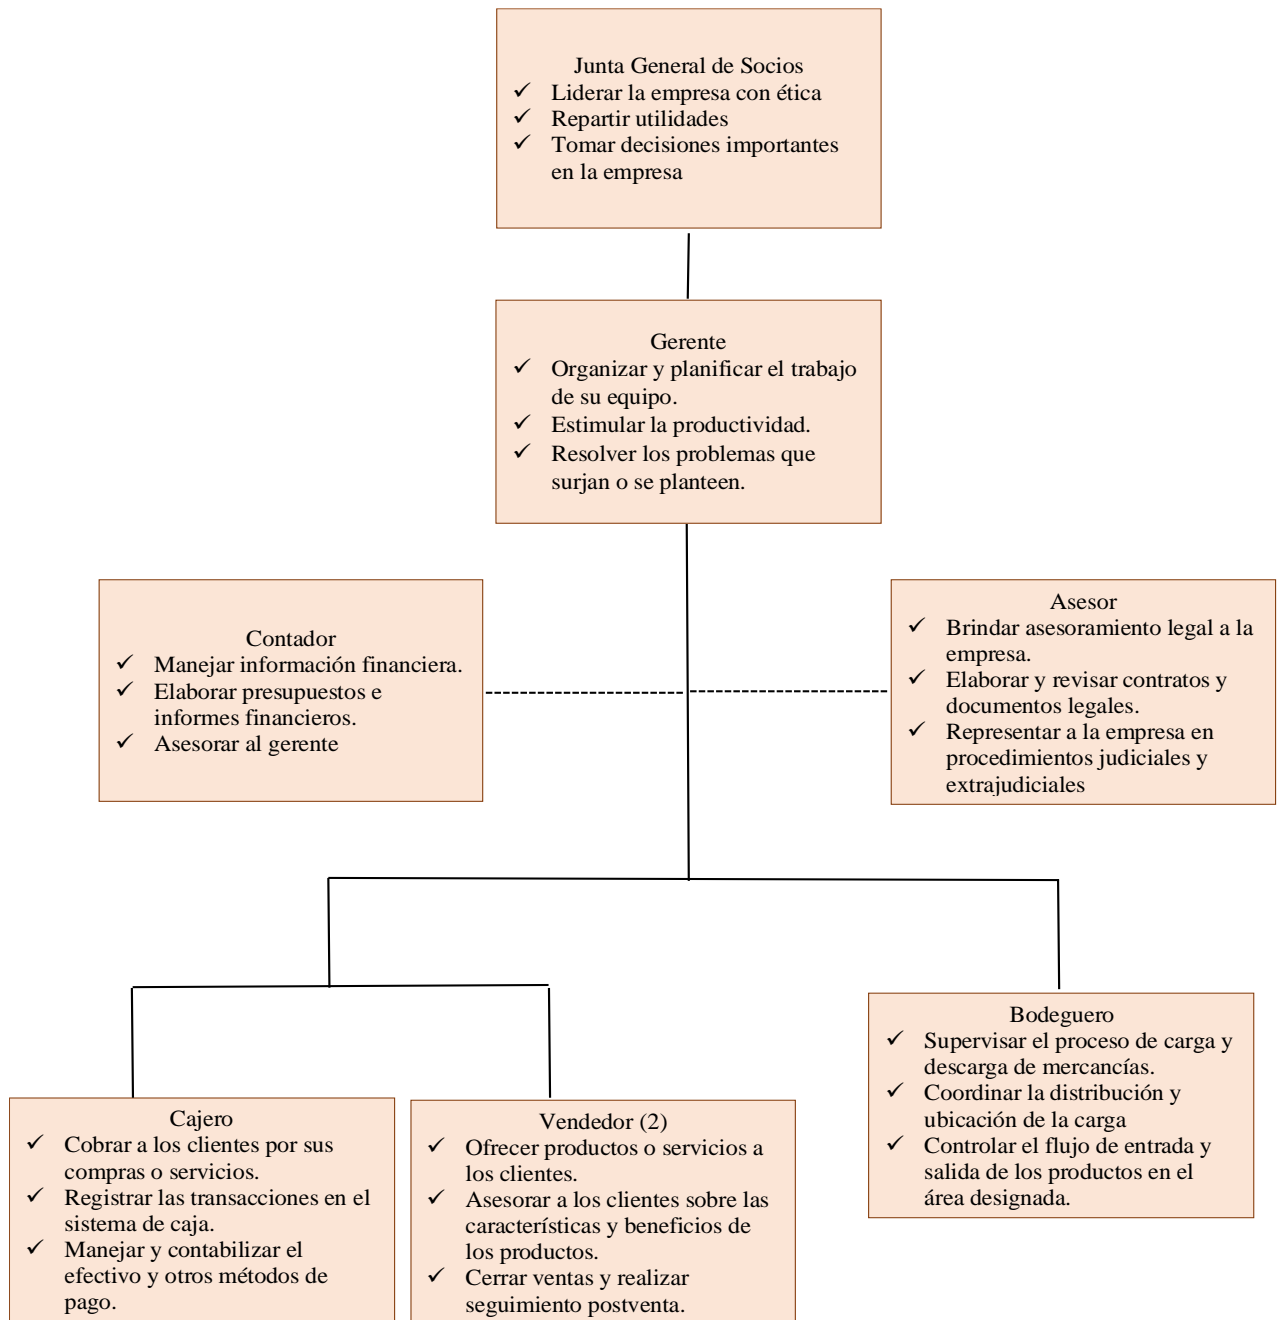 Junta General de Socios
✓ Liderar la empresa con ética
✓ Repartir utilidades
✓ Tomar decisiones importantes
en la empresa
Gerente
✓ Organizar y planificar el trabajo
de su equipo.
✓ Estimular la productividad.
✓ Resolver los problemas que
surjan o se planteen.
Contador
✓ Manejar información financiera.
✓ Elaborar presupuestos e
informes financieros.
✓ Asesorar al gerente
Asesor
✓ Brindar asesoramiento legal a la
empresa.
✓ Elaborar y revisar contratos y
documentos legales.
✓ Representar a la empresa en
procedimientos judiciales y
extrajudiciales
Cajero
✓ Cobrar a los clientes por sus
compras o servicios.
✓ Registrar las transacciones en el
sistema de caja.
✓ Manejar y contabilizar el
efectivo y otros métodos de
pago.
Vendedor (2)
✓ Ofrecer productos o servicios a
los clientes.
✓ Asesorar a los clientes sobre las
características y beneficios de
los productos.
✓ Cerrar ventas y realizar
seguimiento postventa.
Bodeguero
✓ Supervisar el proceso de carga y
descarga de mercancías.
✓ Coordinar la distribución y
ubicación de la carga
✓ Controlar el flujo de entrada y
salida de los productos en el
área designada.